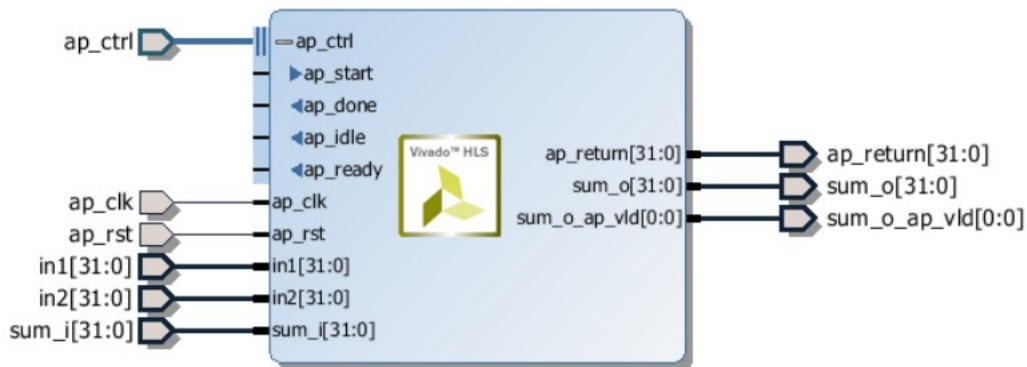 ap_ctrl
ap_ctrl
ap_start
ap_done
ap_idle
ap_ready
ap_clk
ap_clk
ap_rst
ap_rst
in1[31:0]
in1[31:0]
in2[31:0]
in2[31:0]
sum_i[31:0]
sum_i[31:0]
Vivado™ HLS
ap_return[31:0]
ap_return[31:0]
sum_o[31:0]
sum_o[31:0]
sum_o_ap_vld[0:0]
sum_o_ap_vld[0:0]